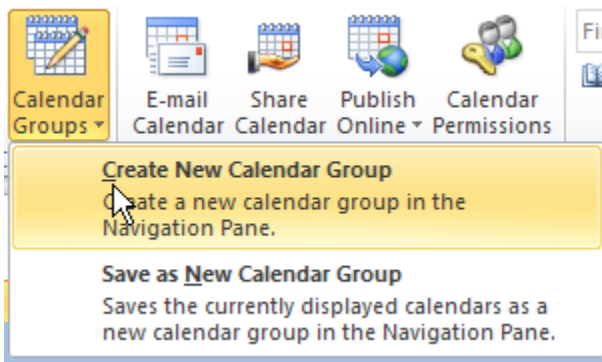 Calendar Groups
E-mail Calendar
Share Calendar
Publish Online
Calendar Permissions
Create New Calendar Group
Create a new calendar group in the
Navigation Pane.
Save as New Calendar Group
Saves the currently displayed calendars as a
new calendar group in the Navigation Pane.